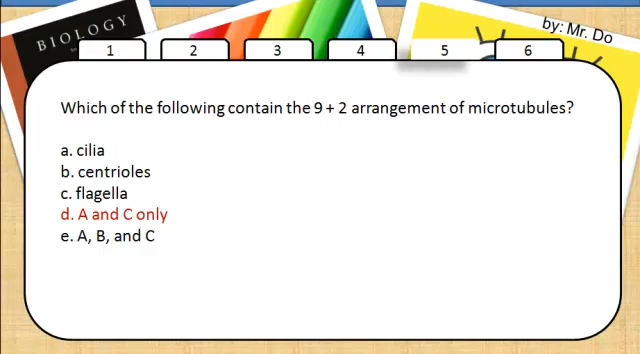 BIOLOGY
by: Mr. Do
1 2 3 4 5 6
Which of the following contain the 9 + 2 arrangement of microtubules?
a. cilia
b. centrioles
c. flagella
d. A and C only
e. A, B, and C